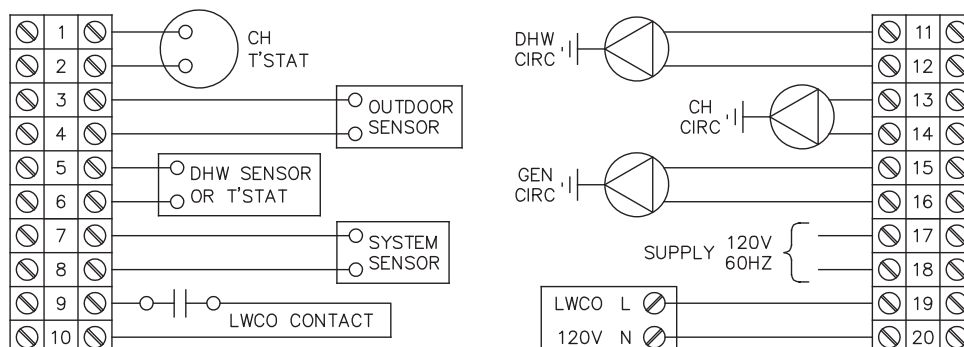 1
CH
T'STAT
2
3
OUTDOOR
SENSOR
4
5
DHW SENSOR
OR T'STAT
6
7
SYSTEM
SENSOR
8
9
LWCO CONTACT
10
DHW
CIRC
11
12
CH
CIRC
13
14
GEN
CIRC
15
16
SUPPLY 120V
60HZ
17
18
LWCO L
19
120V N
20